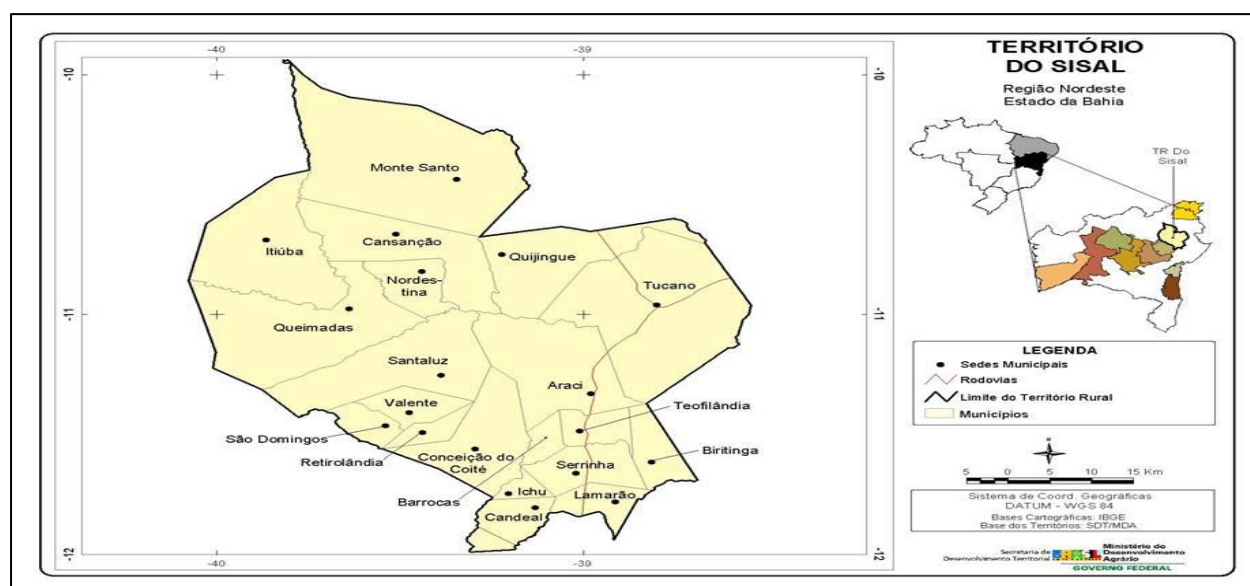 TERRITÓRIO
DO SISAL
Região Nordeste
Estado da Bahia
-40
-39
-10
-10
Monte Santo
TR Do
Sisal
Itiúba
Cansanção
Quijingue
Nordes-
tina
Tucano
-11
-11
Queimadas
Santaluz
Araci
Valente
Teofilândia
São Domingos
Retirolândia
Conceição do
Coité
Biritinga
Serrinha
Barrocas
Ichu
Lamarão
Candeal
-12
-12
-40
-39
LEGENDA
Sedes Municipais
Rodovias
Limite do Território Rural
Municípios
5 0 5 10 15 Km
Sistema de Coord. Geográficas
DATUM - WGS 84
Bases Cartográficas: IBGE
Base dos Territórios: SDT/MDA
Secretaria de
Desenvolvimento Territorial
Ministério do
Desenvolvimento
Agrário
GOVERNO FEDERAL